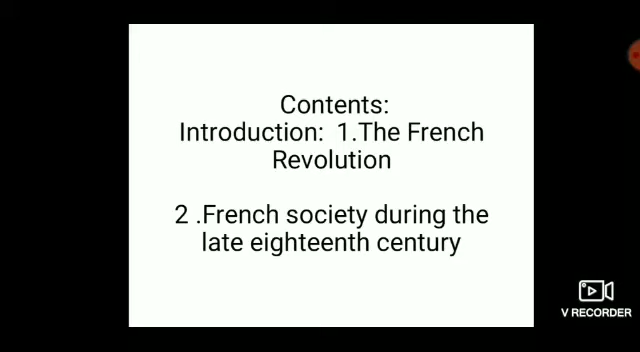 Contents:
Introduction:  1.The French
Revolution
2 .French society during the
late eighteenth century
V RECORDER